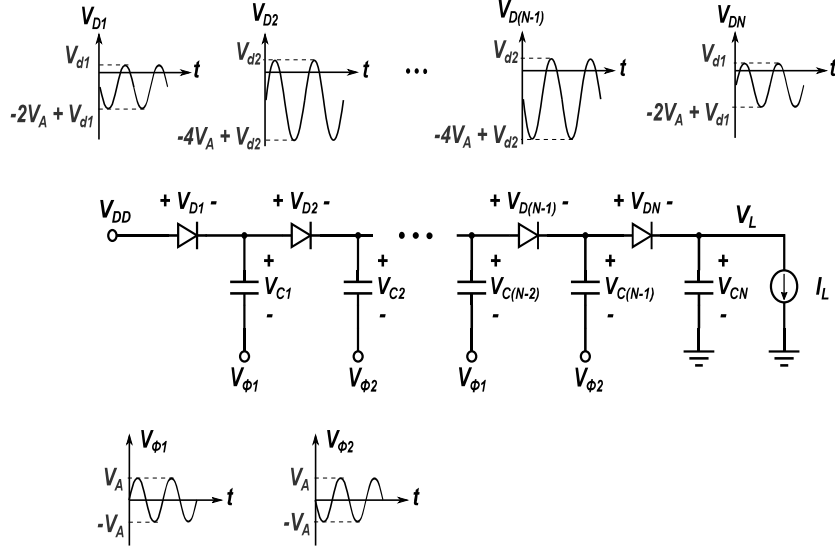 V_D1 V_D2 V_D(N-1) V_DN
V_d1 t V_d2 t ... V_d2 t V_d1 t
-2V_A + V_d1 -4V_A + V_d2 -4V_A + V_d2 -2V_A + V_d1
V_DD + V_D1 - + V_D2 - + V_D(N-1) - + V_DN - V_L
...
+ + + + +
V_C1 V_C2 V_C(N-2) V_C(N-1) V_CN I_L
- - - - -
V_Φ1 V_Φ2 V_Φ1 V_Φ2
V_Φ1 V_Φ2
V_A t V_A t
-V_A -V_A